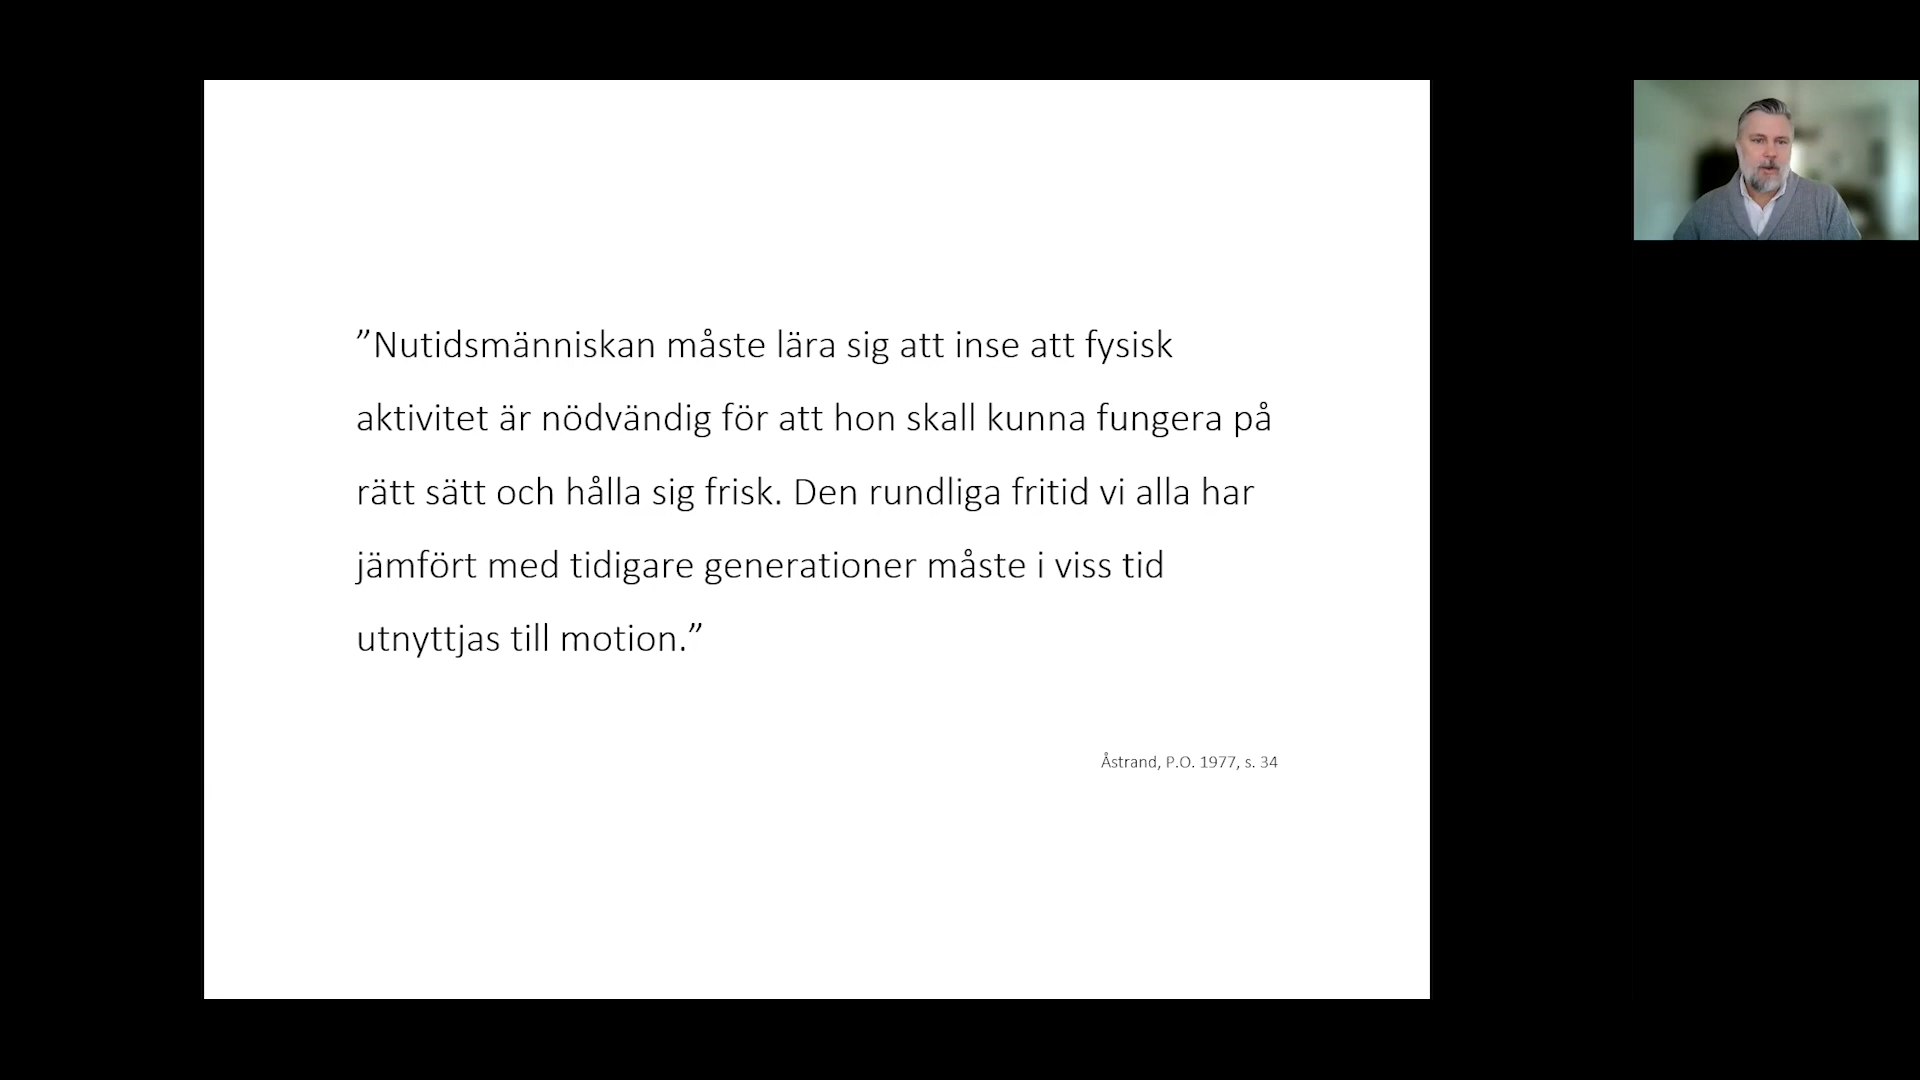 ”Nutidsmänniskan måste lära sig att inse att fysisk
aktivitet är nödvändig för att hon skall kunna fungera på
rätt sätt och hålla sig frisk. Den rundliga fritid vi alla har
jämfört med tidigare generationer måste i viss tid
utnyttjas till motion.”
Åstrand, P.O. 1977, s. 34